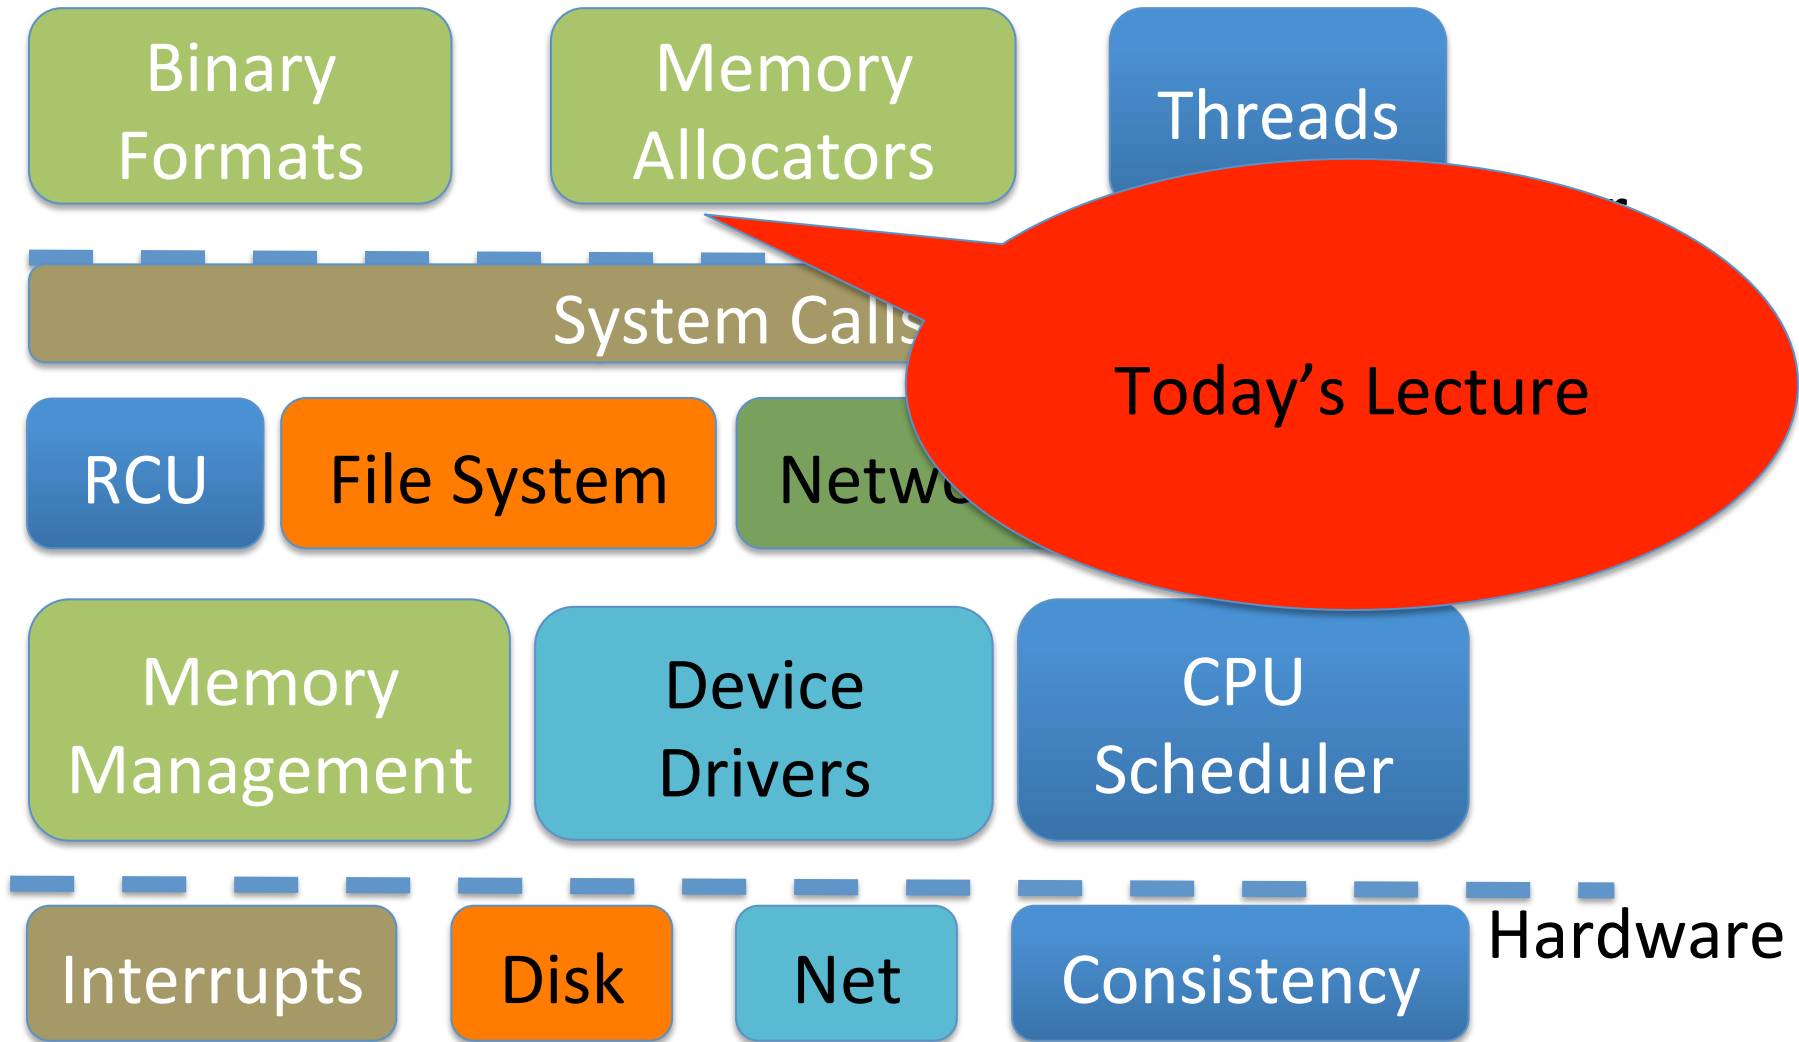 Binary
Formats
Memory
Allocators
Threads
System Calls
Today’s Lecture
RCU
File System
Memory
Management
Device
Drivers
CPU
Scheduler
Hardware
Interrupts
Disk
Net
Consistency